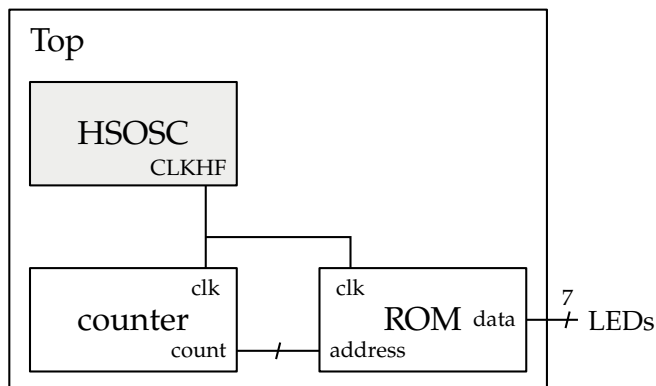 Top
HSOSC
CLKHF
clk
counter
count
clk
ROM
data
address
7
LEDs